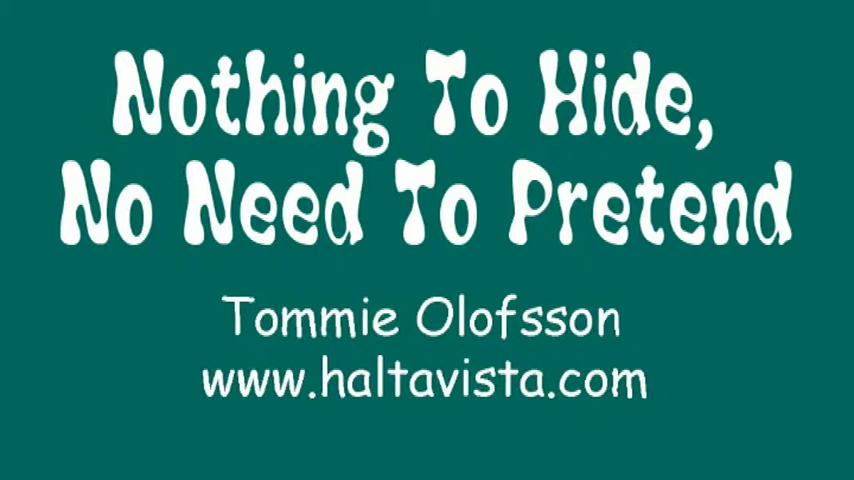 Nothing To Hide,
No Need To Pretend
Tommie Olofsson
www.haltavista.com